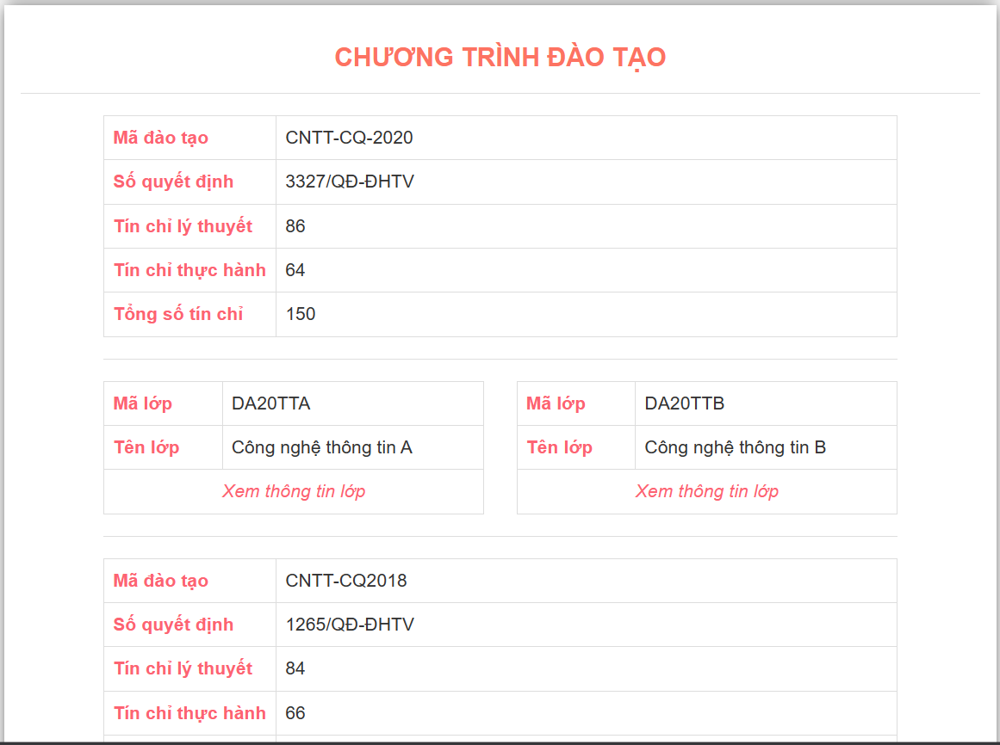 CHƯƠNG TRÌNH ĐÀO TẠO
Mã đào tạo CNTT-CQ-2020
Số quyết định 3327/QĐ-ĐHTV
Tín chỉ lý thuyết 86
Tín chỉ thực hành 64
Tổng số tín chỉ 150
Mã lớp DA20TTA
Tên lớp Công nghệ thông tin A
Xem thông tin lớp
Mã lớp DA20TTB
Tên lớp Công nghệ thông tin B
Xem thông tin lớp
Mã đào tạo CNTT-CQ2018
Số quyết định 1265/QĐ-ĐHTV
Tín chỉ lý thuyết 84
Tín chỉ thực hành 66